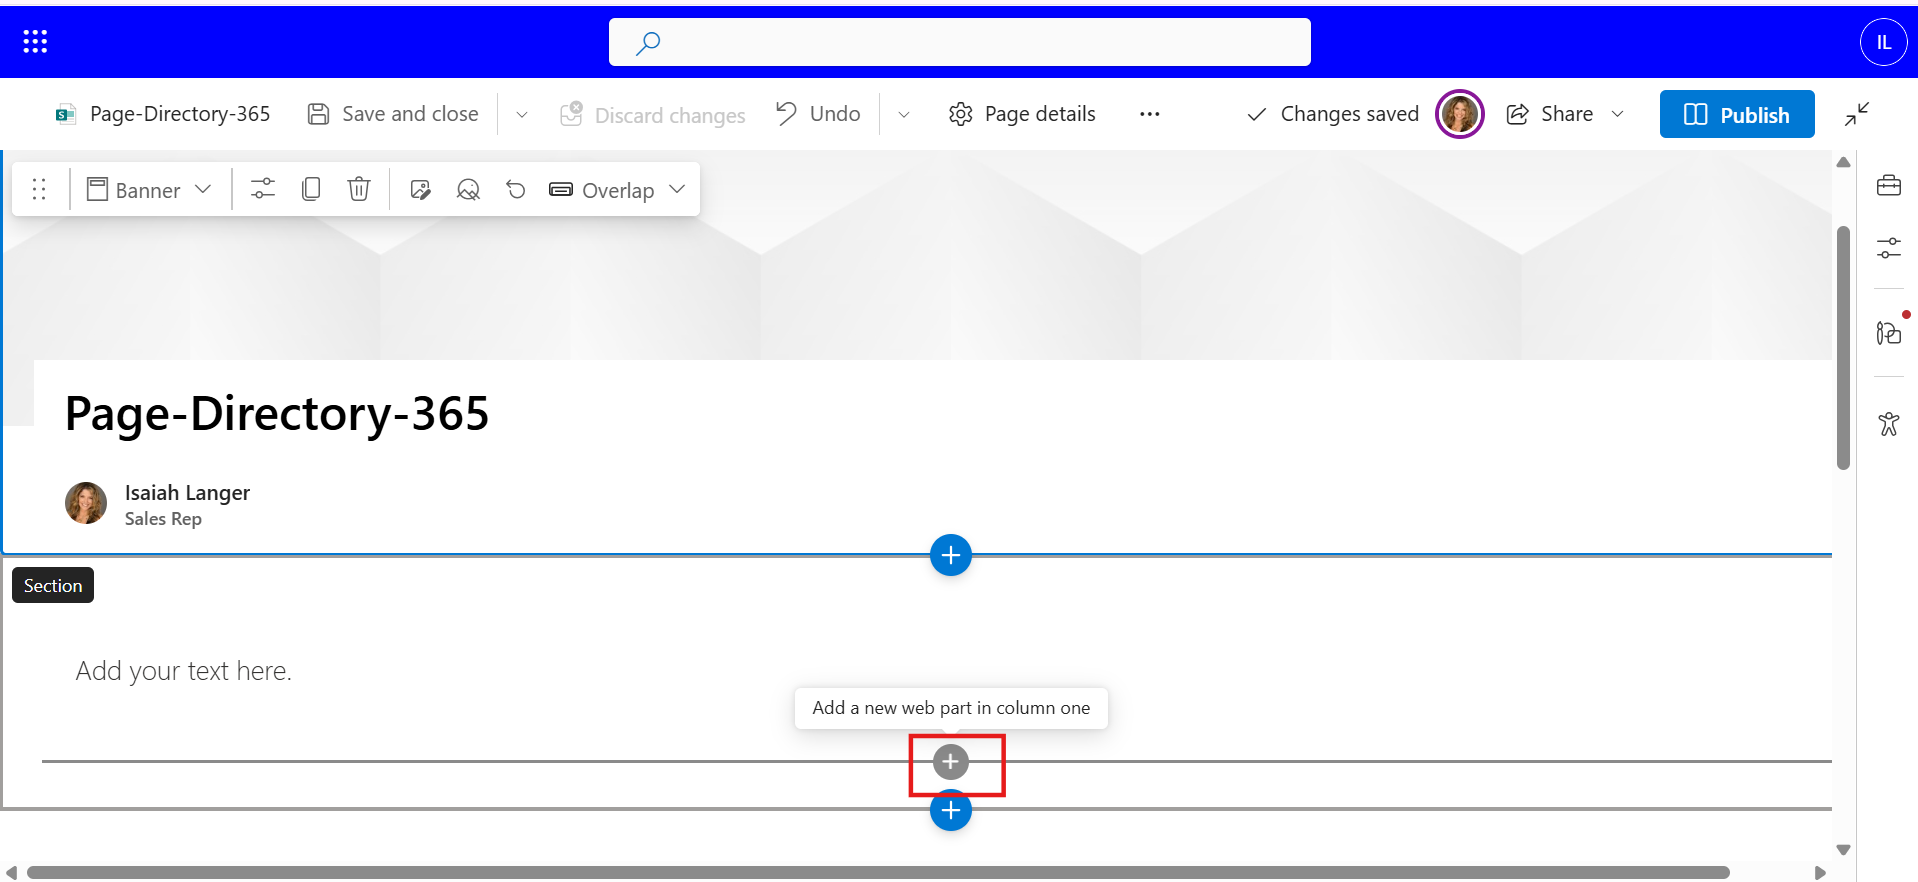 IL
Page-Directory-365 Save and close Discard changes Undo Page details ... Changes saved Share Publish
Banner Overlap
Page-Directory-365
Isaiah Langer
Sales Rep
Section
Add your text here.
Add a new web part in column one